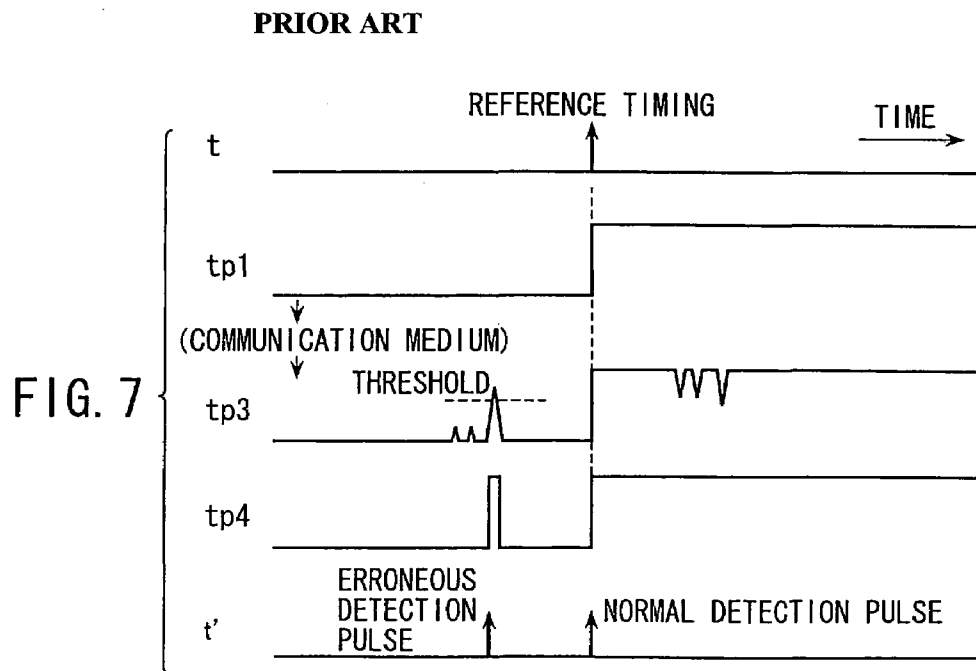 PRIOR ART
REFERENCE TIMING
TIME
t
tp1
(COMMUNICATION MEDIUM)
THRESHOLD
FIG. 7
tp3
tp4
ERRONEOUS
DETECTION
PULSE
NORMAL DETECTION PULSE
t'